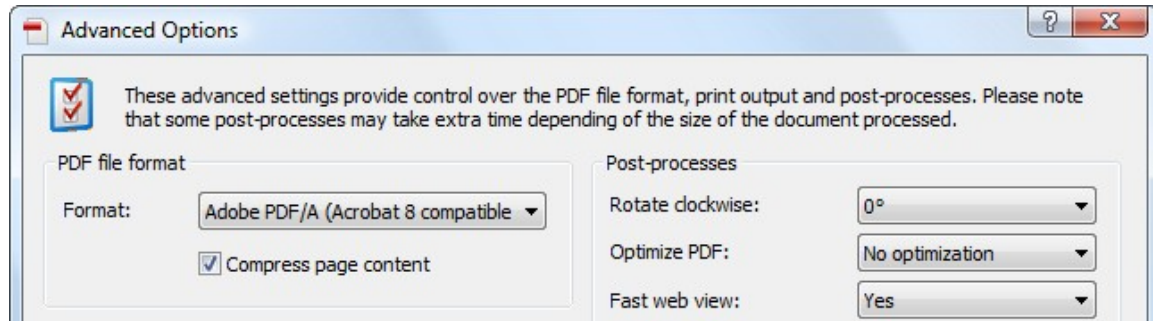 Advanced Options
These advanced settings provide control over the PDF file format, print output and post-processes. Please note
that some post-processes may take extra time depending of the size of the document processed.
PDF file format
Format: Adobe PDF/A (Acrobat 8 compatible
Compress page content
Post-processes
Rotate clockwise: 0°
Optimize PDF: No optimization
Fast web view: Yes